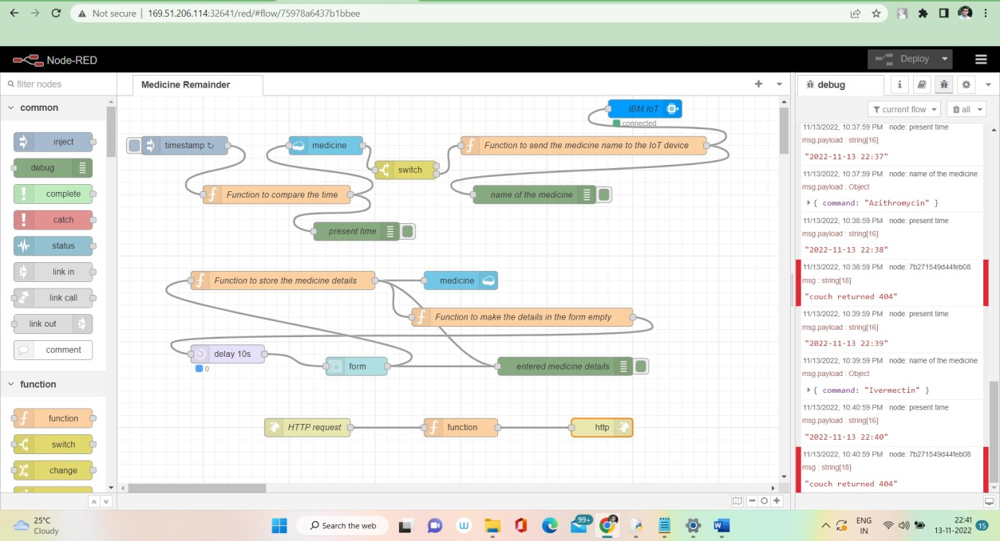 Not secure | 169.51.206.114:32641/red/#flow/75978a6437b1bbee
Node-RED
Deploy
filter nodes
Medicine Remainder
debug
i
common
current flow
all
inject
debug
complete
catch
status
link in
link call
link out
comment
function
function
switch
change
IBM IoT
connected
timestamp ↻
medicine
Function to send the medicine name to the IoT device
switch
Function to compare the time
name of the medicine
present time
Function to store the medicine details
medicine
Function to make the details in the form empty
delay 10s
0
form
entered medicine details
HTTP request
function
http
11/13/2022, 10:37:59 PM node: present time
msg.payload : string[16]
"2022-11-13 22:37"
11/13/2022, 10:37:59 PM node: name of the medicine
msg.payload : Object
{ command: "Azithromycin" }
11/13/2022, 10:38:59 PM node: present time
msg.payload : string[16]
"2022-11-13 22:38"
11/13/2022, 10:38:59 PM node: 7b271549d44feb08
msg : string[18]
"couch returned 404"
11/13/2022, 10:39:59 PM node: present time
msg.payload : string[16]
"2022-11-13 22:39"
11/13/2022, 10:39:59 PM node: name of the medicine
msg.payload : Object
{ command: "Ivermectin" }
11/13/2022, 10:40:59 PM node: present time
msg.payload : string[16]
"2022-11-13 22:40"
11/13/2022, 10:40:59 PM node: 7b271549d44feb08
msg : string[18]
"couch returned 404"
25°C
Cloudy
Search the web
99+
ENG
IN
22:41
13-11-2022
15